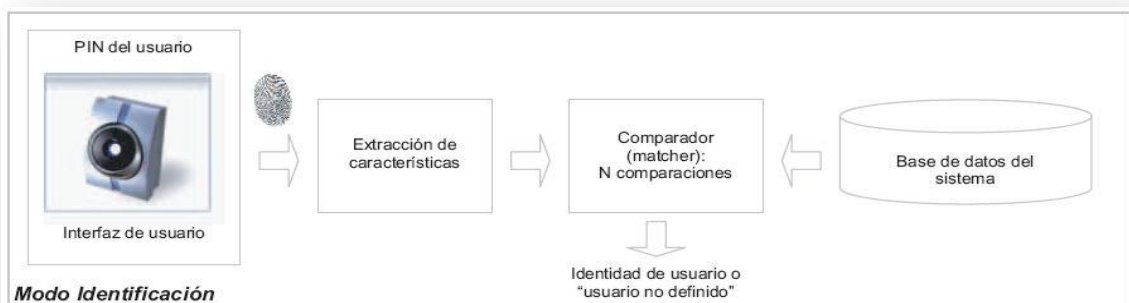 PIN del usuario
Interfaz de usuario
Extracción de
características
Comparador
(matcher):
N comparaciones
Base de datos del
sistema
Identidad de usuario o
“usuario no definido”
Modo Identificación